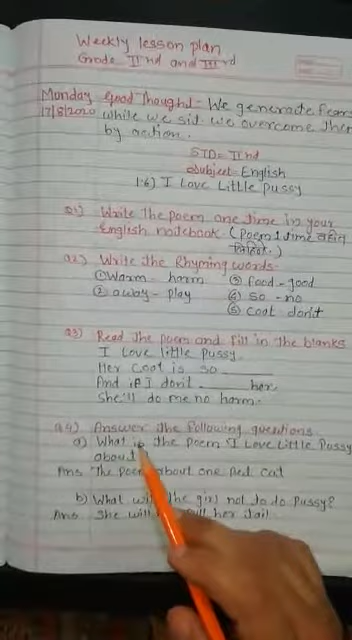 Weekly lesson plan
Grade IInd and IIIrd
Monday Good Thought - We generate fears
17/8/2020 while we sit. We overcome them
by action.
STD = IInd
Subject = English
1.6) I Love Little Pussy
Q1) Write the poem one time in your
English notebook. (Poem 1 time
Q2) Write the Rhyming words.
① Warm - harm ③ food - good
② away - play ④ so - no
⑤ coat don't
Q3) Read the poem and fill in the blanks
I Love little pussy.
Her coat is so
And if I don't her
She'll do me no harm.
Q4) Answer the following questions
a) What is the poem 'I Love Little Pussy
about
Ans The about one Pet cat
b) What the girl not to do Pussy?
Ans She will her tail.